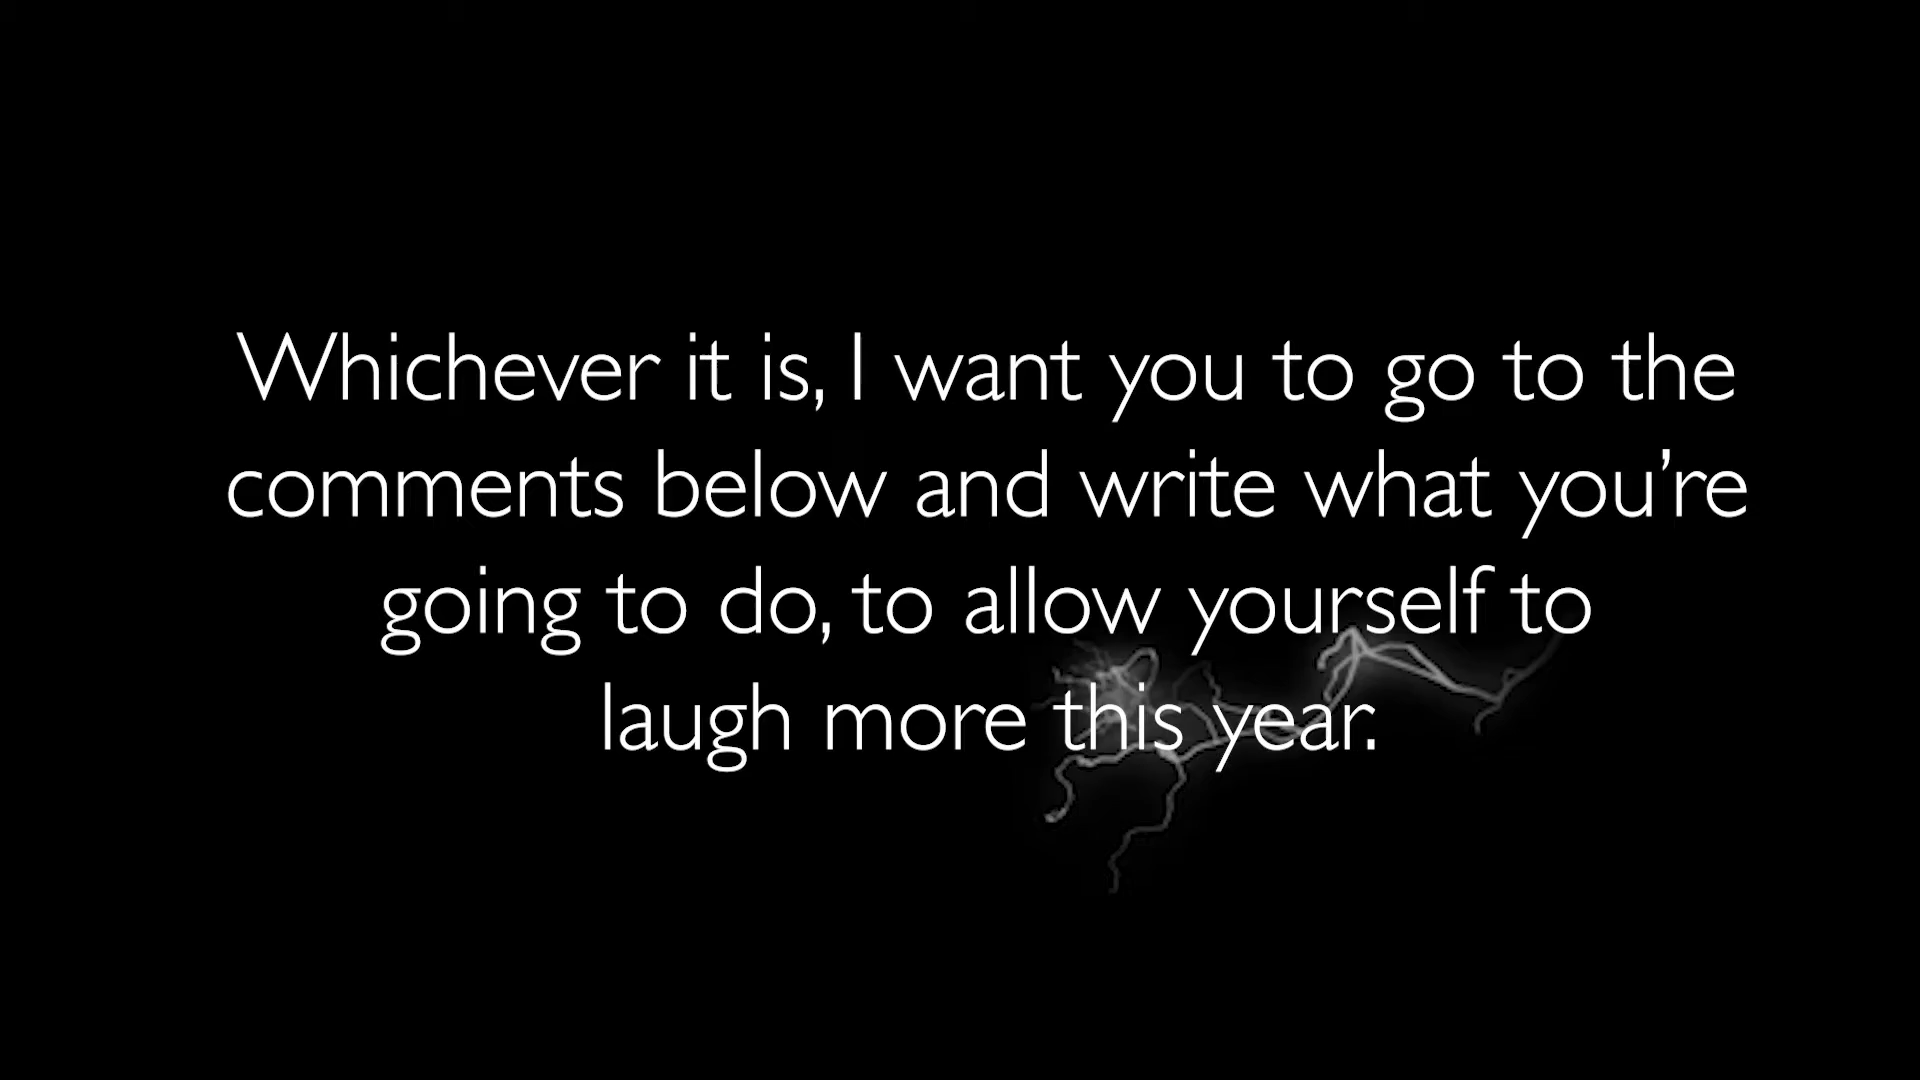 Whichever it is, I want you to go to the
comments below and write what you’re
going to do, to allow yourself to
laugh more this year.